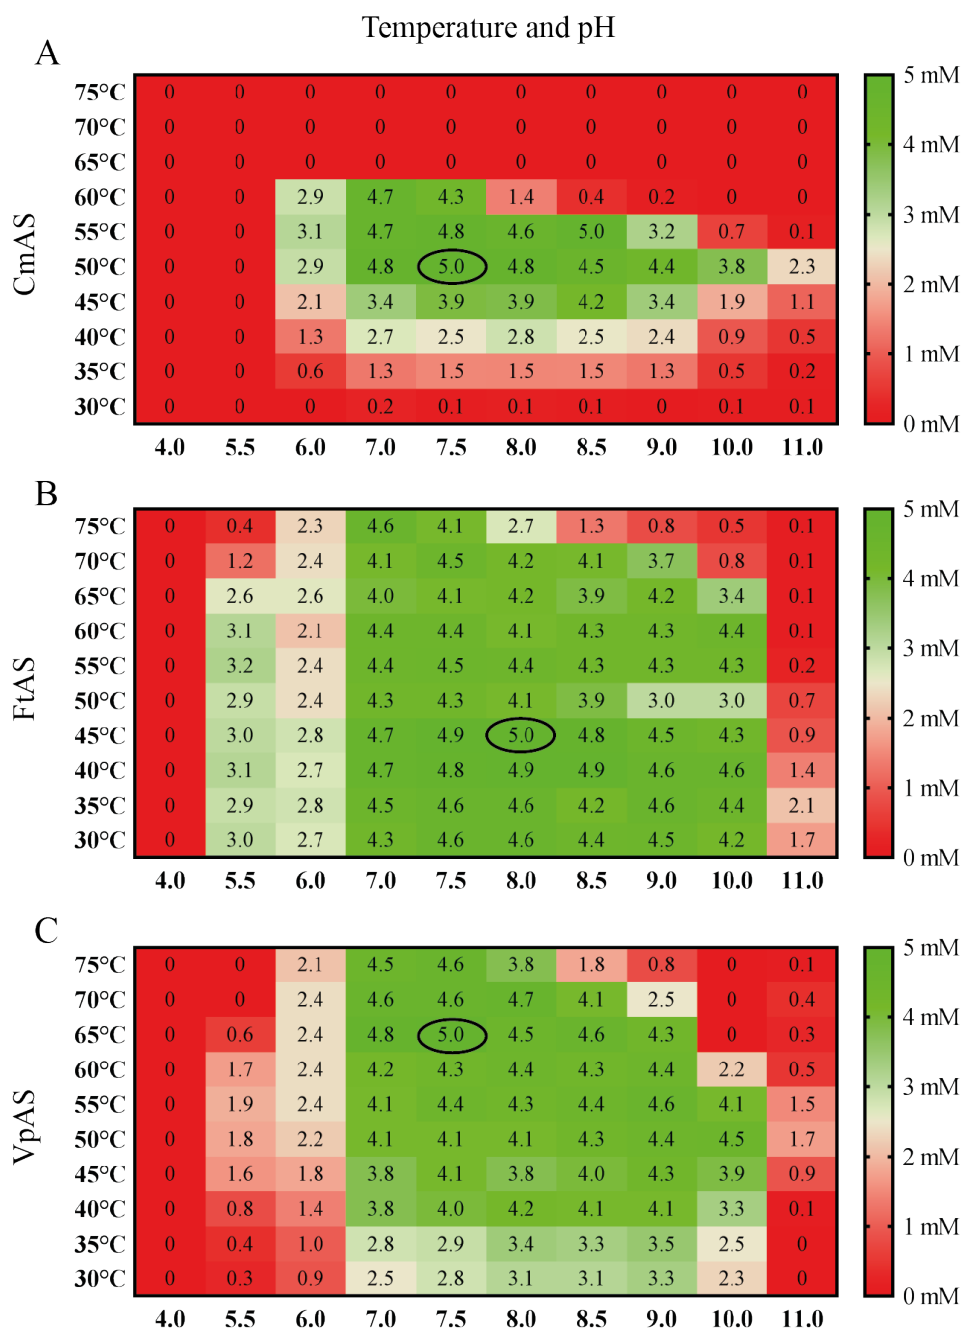 Temperature and pH
A
CmAS
75°C 0 0 0 0 0 0 0 0 0 0
70°C 0 0 0 0 0 0 0 0 0 0
65°C 0 0 0 0 0 0 0 0 0 0
60°C 0 0 2.9 4.7 4.3 1.4 0.4 0.2 0 0
55°C 0 0 3.1 4.7 4.8 4.6 5.0 3.2 0.7 0.1
50°C 0 0 2.9 4.8 5.0 4.8 4.5 4.4 3.8 2.3
45°C 0 0 2.1 3.4 3.9 3.9 4.2 3.4 1.9 1.1
40°C 0 0 1.3 2.7 2.5 2.8 2.5 2.4 0.9 0.5
35°C 0 0 0.6 1.3 1.5 1.5 1.5 1.3 0.5 0.2
30°C 0 0 0 0.2 0.1 0.1 0.1 0 0.1 0.1
4.0 5.5 6.0 7.0 7.5 8.0 8.5 9.0 10.0 11.0
5 mM
4 mM
3 mM
2 mM
1 mM
0 mM
B
FtAS
75°C 0 0.4 2.3 4.6 4.1 2.7 1.3 0.8 0.5 0.1
70°C 0 1.2 2.4 4.1 4.5 4.2 4.1 3.7 0.8 0.1
65°C 0 2.6 2.6 4.0 4.1 4.2 3.9 4.2 3.4 0.1
60°C 0 3.1 2.1 4.4 4.4 4.1 4.3 4.3 4.4 0.1
55°C 0 3.2 2.4 4.4 4.5 4.4 4.3 4.3 4.3 0.2
50°C 0 2.9 2.4 4.3 4.3 4.1 3.9 3.0 3.0 0.7
45°C 0 3.0 2.8 4.7 4.9 5.0 4.8 4.5 4.3 0.9
40°C 0 3.1 2.7 4.7 4.8 4.9 4.9 4.6 4.6 1.4
35°C 0 2.9 2.8 4.5 4.6 4.6 4.2 4.6 4.4 2.1
30°C 0 3.0 2.7 4.3 4.6 4.6 4.4 4.5 4.2 1.7
4.0 5.5 6.0 7.0 7.5 8.0 8.5 9.0 10.0 11.0
5 mM
4 mM
3 mM
2 mM
1 mM
0 mM
C
VpAS
75°C 0 0 2.1 4.5 4.6 3.8 1.8 0.8 0 0.1
70°C 0 0 2.4 4.6 4.6 4.7 4.1 2.5 0 0.4
65°C 0 0.6 2.4 4.8 5.0 4.5 4.6 4.3 0 0.3
60°C 0 1.7 2.4 4.2 4.3 4.4 4.3 4.4 2.2 0.5
55°C 0 1.9 2.4 4.1 4.4 4.3 4.4 4.6 4.1 1.5
50°C 0 1.8 2.2 4.1 4.1 4.1 4.3 4.4 4.5 1.7
45°C 0 1.6 1.8 3.8 4.1 3.8 4.0 4.3 3.9 0.9
40°C 0 0.8 1.4 3.8 4.0 4.2 4.1 4.1 3.3 0.1
35°C 0 0.4 1.0 2.8 2.9 3.4 3.3 3.5 2.5 0
30°C 0 0.3 0.9 2.5 2.8 3.1 3.1 3.3 2.3 0
4.0 5.5 6.0 7.0 7.5 8.0 8.5 9.0 10.0 11.0
5 mM
4 mM
3 mM
2 mM
1 mM
0 mM